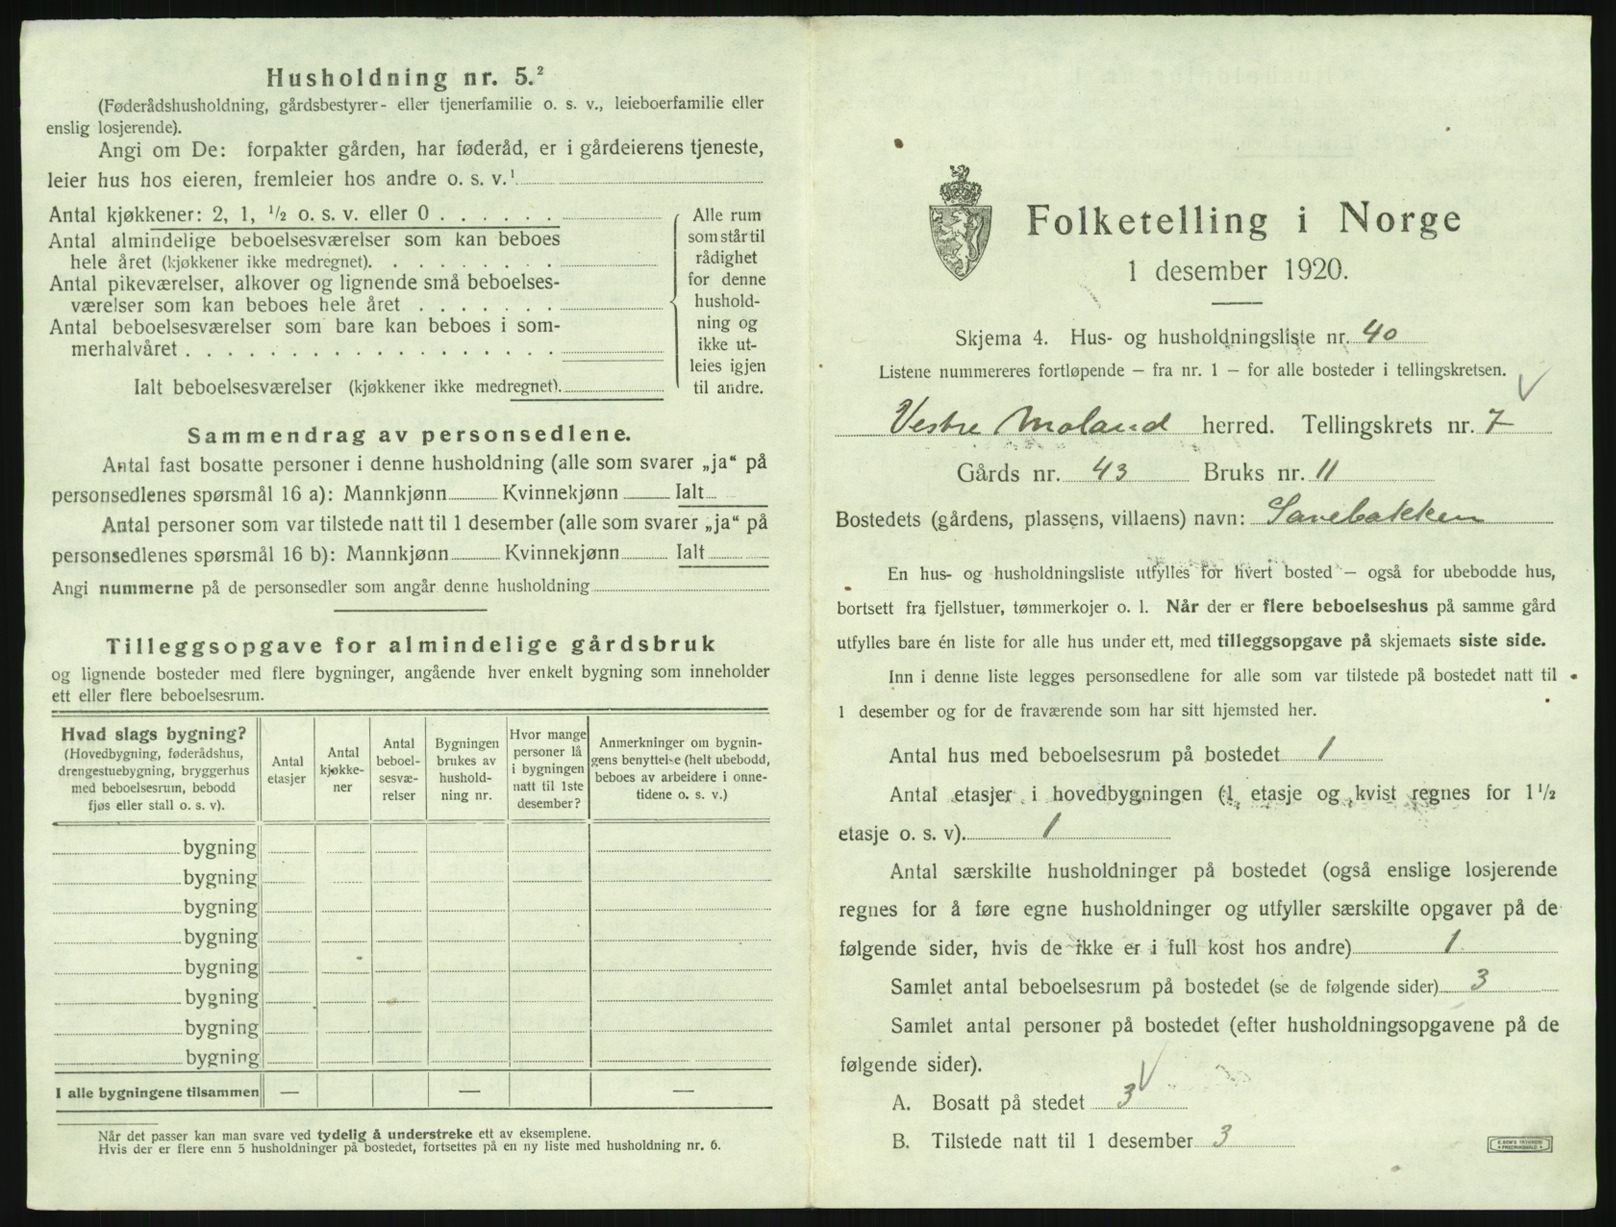 Husholdning nr. 5.²
(Føderådshusholdning, gårdsbestyrer- eller tjenerfamilie o. s. v., leieboerfamilie eller
enslig losjerende).
Angi om De: forpakter gården, har føderåd, er i gårdeierens tjeneste,
leier hus hos eieren, fremleier hos andre o. s. v.¹
Antal kjøkkener: 2, 1, ½ o. s. v. eller 0 . . . . . .
Antal almindelige beboelsesværelser som kan beboes
hele året (kjøkkener ikke medregnet). . . . . . . . .
Antal pikeværelser, alkover og lignende små beboelses-
værelser som kan beboes hele året . . . . . . .
Antal beboelsesværelser som bare kan beboes i som-
merhalvåret . . . . . . . . . . . . . . . . . .
Ialt beboelsesværelser (kjøkkener ikke medregnet).
Alle rum
som står til
rådighet
for denne
hushold-
ning og
ikke ut-
leies igjen
til andre.
Sammendrag av personsedlene.
Antal fast bosatte personer i denne husholdning (alle som svarer „ja“ på
personsedlenes spørsmål 16 a): Mannkjønn Kvinnekjønn Ialt
Antal personer som var tilstede natt til 1 desember (alle som svarer „ja“ på
personsedlenes spørsmål 16 b): Mannkjønn Kvinnekjønn Ialt
Angi nummerne på de personsedler som angår denne husholdning
Tilleggsopgave for almindelige gårdsbruk
og lignende bosteder med flere bygninger, angående hver enkelt bygning som inneholder
ett eller flere beboelsesrum.
Hvad slags bygning?
(Hovedbygning, føderådshus,
drengestuebygning, bryggerhus
med beboelsesrum, bebodd
fjøs eller stall o. s. v).
Antal
etasjer
Antal
kjøkke-
ner
Antal
beboel-
sesvæ-
relser
Bygningen
brukes av
hushold-
ning nr.
Hvor mange
personer lå
i bygningen
natt til 1ste
desember?
Anmerkninger om bygnin-
gens benyttelse (helt ubebodd,
beboes av arbeidere i onne-
tidene o. s. v.)
bygning
bygning
bygning
bygning
bygning
bygning
bygning
bygning
I alle bygningene tilsammen — — —
Når det passer kan man svare ved tydelig å understreke ett av eksemplene.
Hvis der er flere enn 5 husholdninger på bostedet, fortsettes på en ny liste med husholdning nr. 6.
Folketelling i Norge
1 desember 1920.
Skjema 4. Hus- og husholdningsliste nr. 40
Listene nummereres fortløpende — fra nr. 1 — for alle bosteder i tellingskretsen.
Vestre Moland herred. Tellingskrets nr. 7
Gårds nr. 43 Bruks nr. 11
Bostedets (gårdens, plassens, villaens) navn: Savebakken
En hus- og husholdningsliste utfylles for hvert bosted — også for ubebodde hus,
bortsett fra fjellstuer, tømmerkojer o. l. Når der er flere beboelseshus på samme gård
utfylles bare én liste for alle hus under ett, med tilleggsopgave på skjemaets siste side.
Inn i denne liste legges personsedlene for alle som var tilstede på bostedet natt til
1 desember og for de fraværende som har sitt hjemsted her.
Antal hus med beboelsesrum på bostedet 1
Antal etasjer i hovedbygningen (1 etasje og kvist regnes for 1½
etasje o. s. v). 1
Antal særskilte husholdninger på bostedet (også enslige losjerende
regnes for å føre egne husholdninger og utfyller særskilte opgaver på de
følgende sider, hvis de ikke er i full kost hos andre) 1
Samlet antal beboelsesrum på bostedet (se de følgende sider) 3
Samlet antal personer på bostedet (efter husholdningsopgavene på de
følgende sider).
A. Bosatt på stedet 3
B. Tilstede natt til 1 desember 3